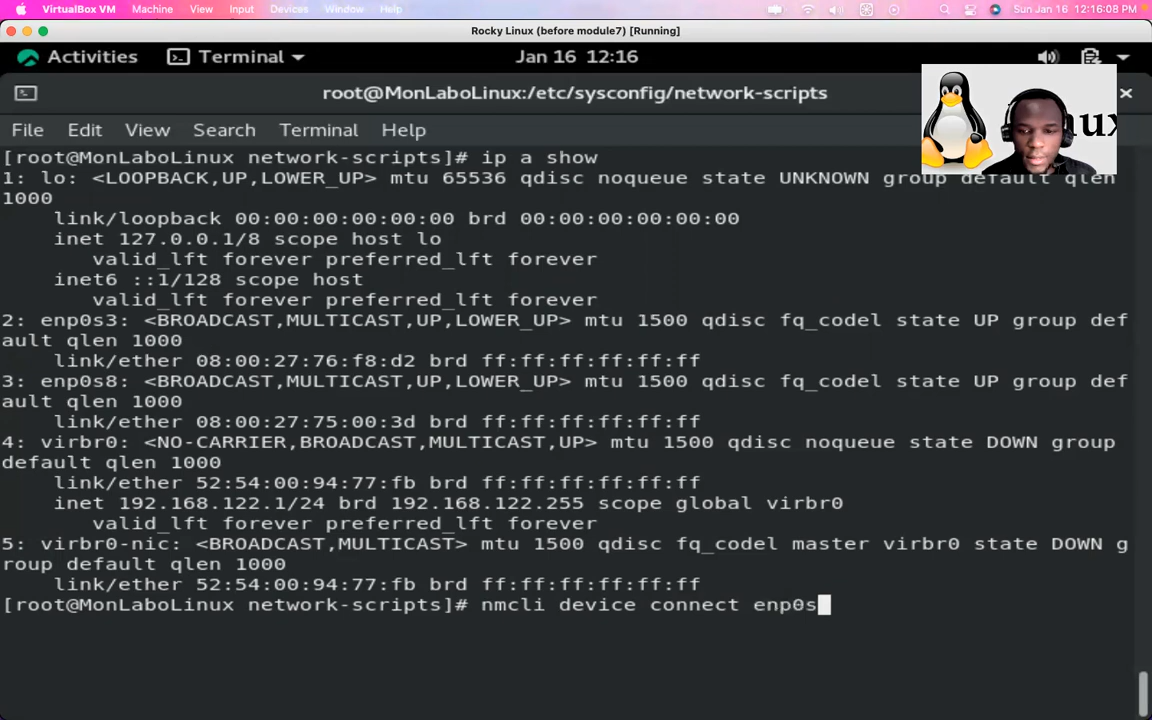 VirtualBox VM Machine View Input Devices Window Help Sun Jan 16 12:16:08 PM
Rocky Linux (before module7) [Running]
Activities Terminal Jan 16 12:16
root@MonLaboLinux:/etc/sysconfig/network-scripts
File Edit View Search Terminal Help
[root@MonLaboLinux network-scripts]# ip a show
1: lo: <LOOPBACK,UP,LOWER_UP> mtu 65536 qdisc noqueue state UNKNOWN group default qlen
1000
link/loopback 00:00:00:00:00:00 brd 00:00:00:00:00:00
inet 127.0.0.1/8 scope host lo
valid_lft forever preferred_lft forever
inet6 ::1/128 scope host
valid_lft forever preferred_lft forever
2: enp0s3: <BROADCAST,MULTICAST,UP,LOWER_UP> mtu 1500 qdisc fq_codel state UP group def
ault qlen 1000
link/ether 08:00:27:76:f8:d2 brd ff:ff:ff:ff:ff:ff
3: enp0s8: <BROADCAST,MULTICAST,UP,LOWER_UP> mtu 1500 qdisc fq_codel state UP group def
ault qlen 1000
link/ether 08:00:27:75:00:3d brd ff:ff:ff:ff:ff:ff
4: virbr0: <NO-CARRIER,BROADCAST,MULTICAST,UP> mtu 1500 qdisc noqueue state DOWN group
default qlen 1000
link/ether 52:54:00:94:77:fb brd ff:ff:ff:ff:ff:ff
inet 192.168.122.1/24 brd 192.168.122.255 scope global virbr0
valid_lft forever preferred_lft forever
5: virbr0-nic: <BROADCAST,MULTICAST> mtu 1500 qdisc fq_codel master virbr0 state DOWN g
roup default qlen 1000
link/ether 52:54:00:94:77:fb brd ff:ff:ff:ff:ff:ff
[root@MonLaboLinux network-scripts]# nmcli device connect enp0s